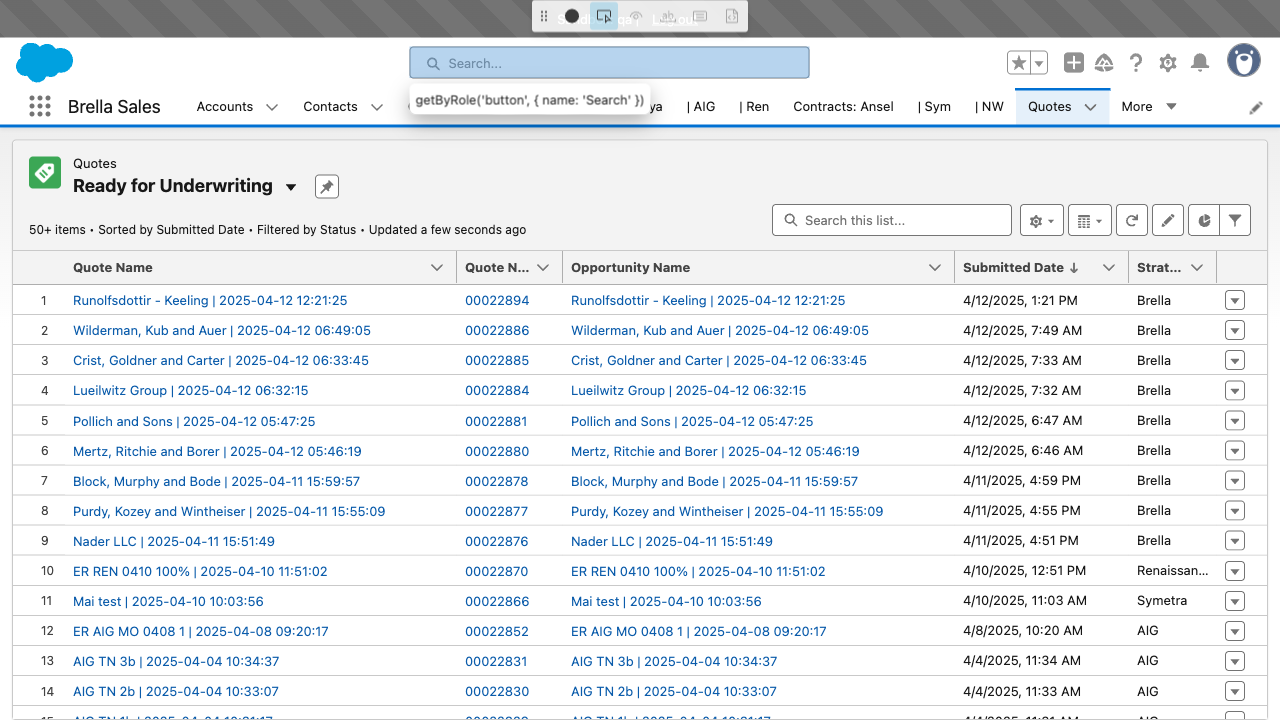 Search...
getByRole('button', { name: 'Search' })
Brella Sales
Accounts
Contacts
ya
| AIG
| Ren
Contracts: Ansel
| Sym
| NW
Quotes
More
Quotes
Ready for Underwriting
50+ items • Sorted by Submitted Date • Filtered by Status • Updated a few seconds ago
Search this list...
Quote Name Quote N... Opportunity Name Submitted Date ↓ Strat...
1 Runolfsdottir - Keeling | 2025-04-12 12:21:25 00022894 Runolfsdottir - Keeling | 2025-04-12 12:21:25 4/12/2025, 1:21 PM Brella
2 Wilderman, Kub and Auer | 2025-04-12 06:49:05 00022886 Wilderman, Kub and Auer | 2025-04-12 06:49:05 4/12/2025, 7:49 AM Brella
3 Crist, Goldner and Carter | 2025-04-12 06:33:45 00022885 Crist, Goldner and Carter | 2025-04-12 06:33:45 4/12/2025, 7:33 AM Brella
4 Lueilwitz Group | 2025-04-12 06:32:15 00022884 Lueilwitz Group | 2025-04-12 06:32:15 4/12/2025, 7:32 AM Brella
5 Pollich and Sons | 2025-04-12 05:47:25 00022881 Pollich and Sons | 2025-04-12 05:47:25 4/12/2025, 6:47 AM Brella
6 Mertz, Ritchie and Borer | 2025-04-12 05:46:19 00022880 Mertz, Ritchie and Borer | 2025-04-12 05:46:19 4/12/2025, 6:46 AM Brella
7 Block, Murphy and Bode | 2025-04-11 15:59:57 00022878 Block, Murphy and Bode | 2025-04-11 15:59:57 4/11/2025, 4:59 PM Brella
8 Purdy, Kozey and Wintheiser | 2025-04-11 15:55:09 00022877 Purdy, Kozey and Wintheiser | 2025-04-11 15:55:09 4/11/2025, 4:55 PM Brella
9 Nader LLC | 2025-04-11 15:51:49 00022876 Nader LLC | 2025-04-11 15:51:49 4/11/2025, 4:51 PM Brella
10 ER REN 0410 100% | 2025-04-10 11:51:02 00022870 ER REN 0410 100% | 2025-04-10 11:51:02 4/10/2025, 12:51 PM Renaissan...
11 Mai test | 2025-04-10 10:03:56 00022866 Mai test | 2025-04-10 10:03:56 4/10/2025, 11:03 AM Symetra
12 ER AIG MO 0408 1 | 2025-04-08 09:20:17 00022852 ER AIG MO 0408 1 | 2025-04-08 09:20:17 4/8/2025, 10:20 AM AIG
13 AIG TN 3b | 2025-04-04 10:34:37 00022831 AIG TN 3b | 2025-04-04 10:34:37 4/4/2025, 11:34 AM AIG
14 AIG TN 2b | 2025-04-04 10:33:07 00022830 AIG TN 2b | 2025-04-04 10:33:07 4/4/2025, 11:33 AM AIG